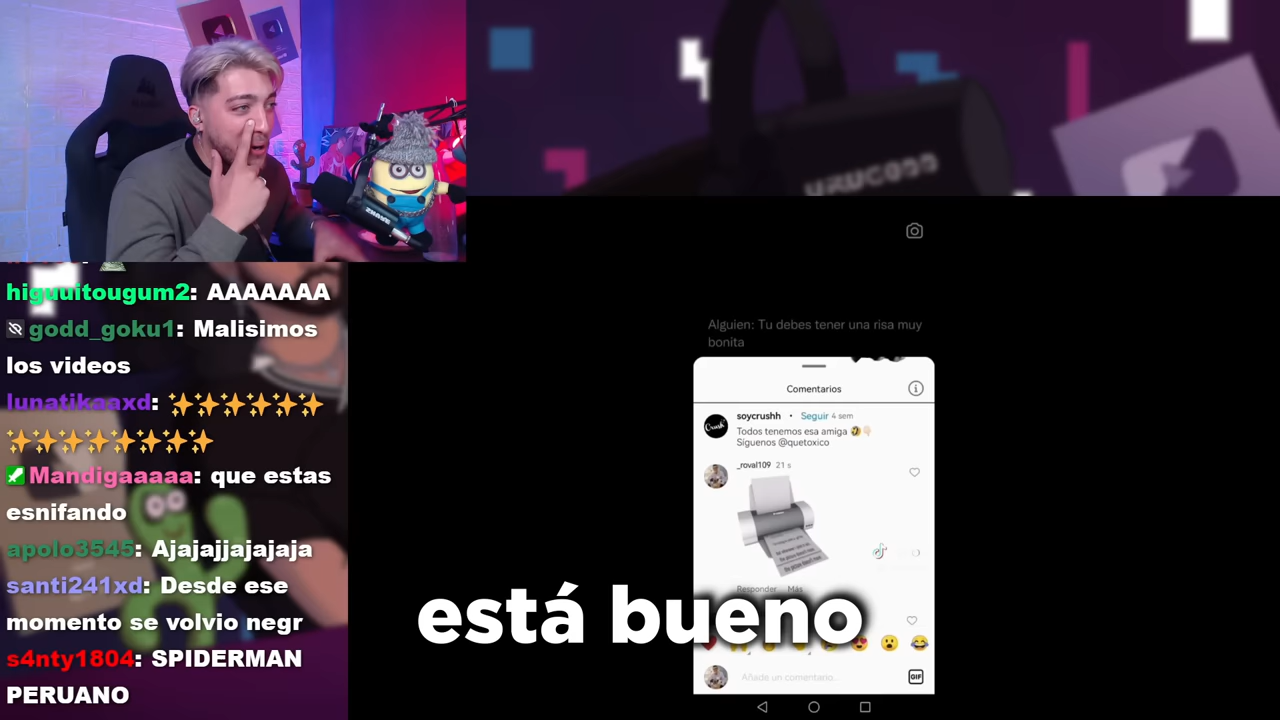 higuuitougum2: AAAAAAA
godd_goku1: Malisimos
los videos
lunatikaaxd: ✨✨✨✨✨✨
✨✨✨✨✨✨✨✨
Mandigaaaaa: que estas
esnifando
apolo3545: Ajajajjajajaja
santi241xd: Desde ese
momento se volvio negr
s4nty1804: SPIDERMAN
PERUANO
Alguien: Tu debes tener una risa muy
bonita
Comentarios
soycrushh • Seguir 4 sem
Todos tenemos esa amiga 🤣👇🏻
Síguenos @quetoxico
_roval109 21 s
Responder Más
está bueno
Añade un comentario...
GIF